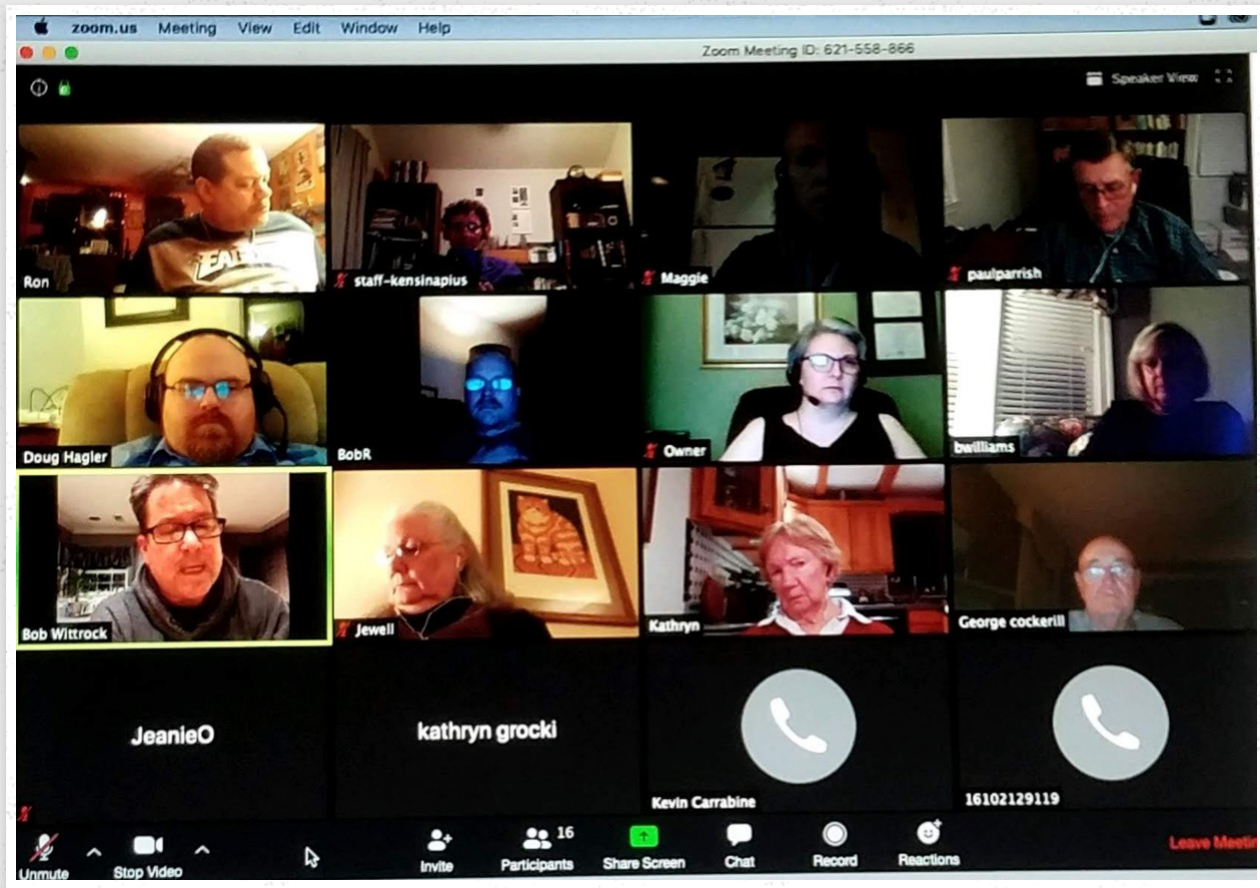 zoom.us Meeting View Edit Window Help
Zoom Meeting ID: 621-558-866
Speaker View
EA
Ron
staff-kensinapius
Maggie
paulparrish
Doug Hagler
BobR
Owner
bwilliams
Bob Wittrock
Jewell
Kathryn
George cockerill
JeanieO
kathryn grocki
Kevin Carrabine
16102129119
Unmute
Stop Video
Invite
Participants 16
Share Screen
Chat
Record
Reactions
Leave Meetin